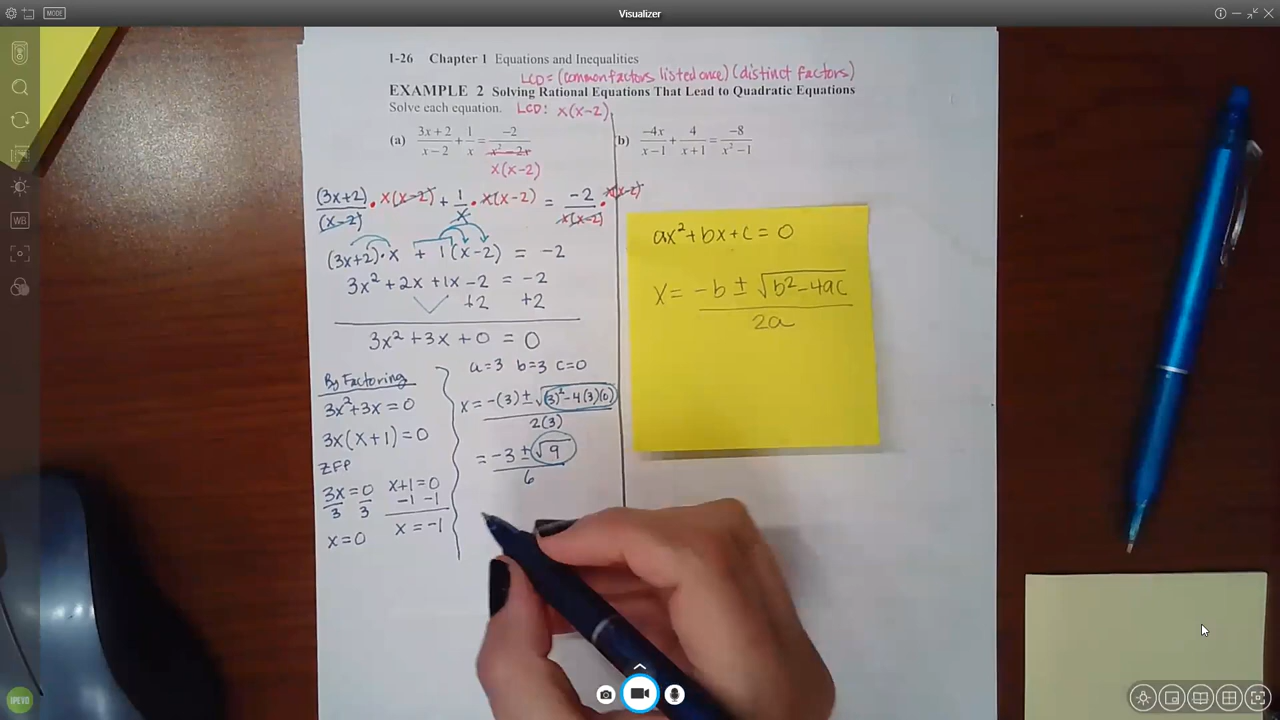 MODE
Visualizer
WB
1-26 Chapter 1 Equations and Inequalities
LCD = (common factors listed once)(distinct factors)
EXAMPLE 2 Solving Rational Equations That Lead to Quadratic Equations
Solve each equation. LCD: x(x-2)
(a) 3x + 2 / x - 2 + 1 / x = -2 / x² - 2x
x(x-2)
(3x+2) / (x-2) • x(x-2) + 1 / x • x(x-2) = -2 / x(x-2) • x(x-2)
(3x+2)•x + 1(x-2) = -2
3x² + 2x + 1x - 2 = -2
+2 +2
3x² + 3x + 0 = 0
By Factoring
3x² + 3x = 0
3x(x+1) = 0
ZFP
3x = 0 x+1 = 0
3 3 -1 -1
x = 0 x = -1
a=3 b=3 c=0
x = -(3) ± √(3)² - 4(3)(0) / 2(3)
= -3 ± √9 / 6
b) -4x / x - 1 + 4 / x + 1 = -8 / x² - 1
ax² + bx + c = 0
x = -b ± √b² - 4ac / 2a
IPEVO